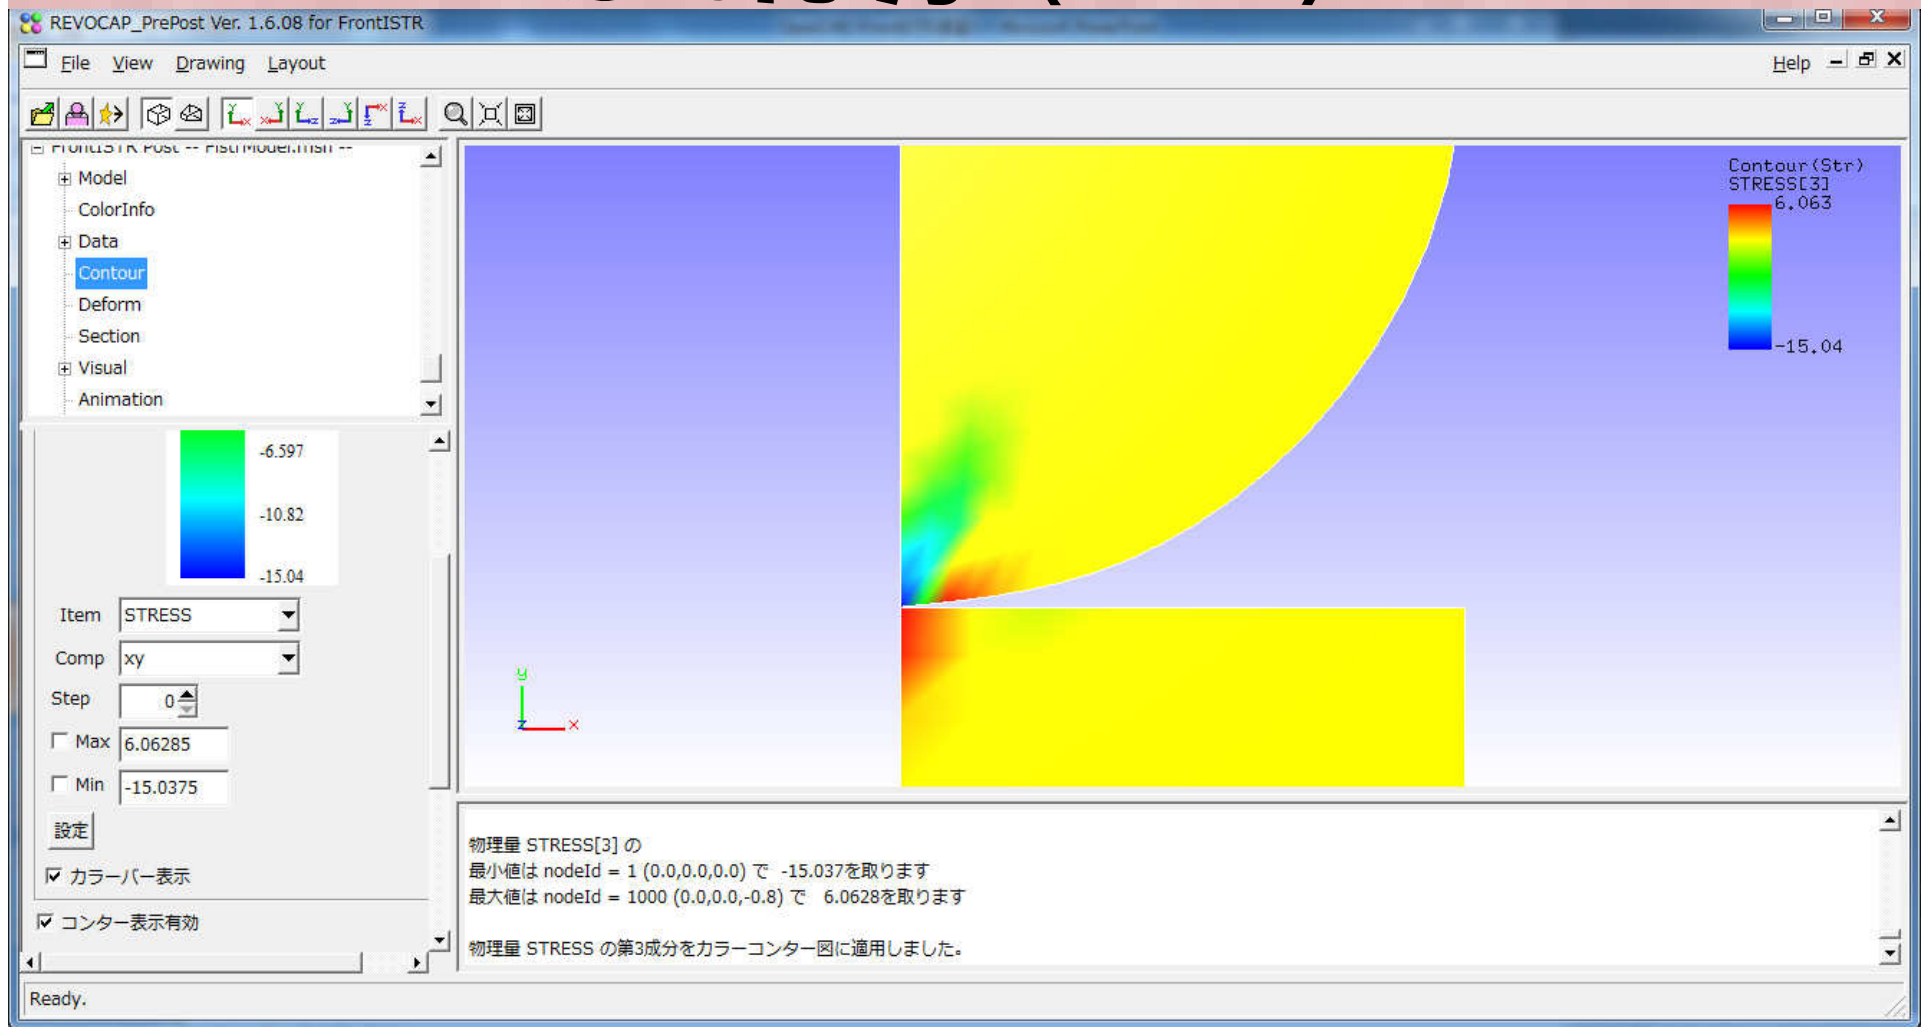 REVOCAP_PrePost Ver. 1.6.08 for FrontISTR
File View Drawing Layout Help
FrontISTR Post -- FistrModel.msh --
Model
ColorInfo
Data
Contour
Deform
Section
Visual
Animation
-6.597
-10.82
-15.04
Item STRESS
Comp xy
Step 0
Max 6.06285
Min -15.0375
設定
カラーバー表示
コンター表示有効
Contour(Str)
STRESS[3]
6.063
-15.04
y
z x
物理量 STRESS[3] の
最小値は nodeId = 1 (0.0,0.0,0.0) で -15.037を取ります
最大値は nodeId = 1000 (0.0,0.0,-0.8) で 6.0628を取ります
物理量 STRESS の第3成分をカラーコンター図に適用しました。
Ready.